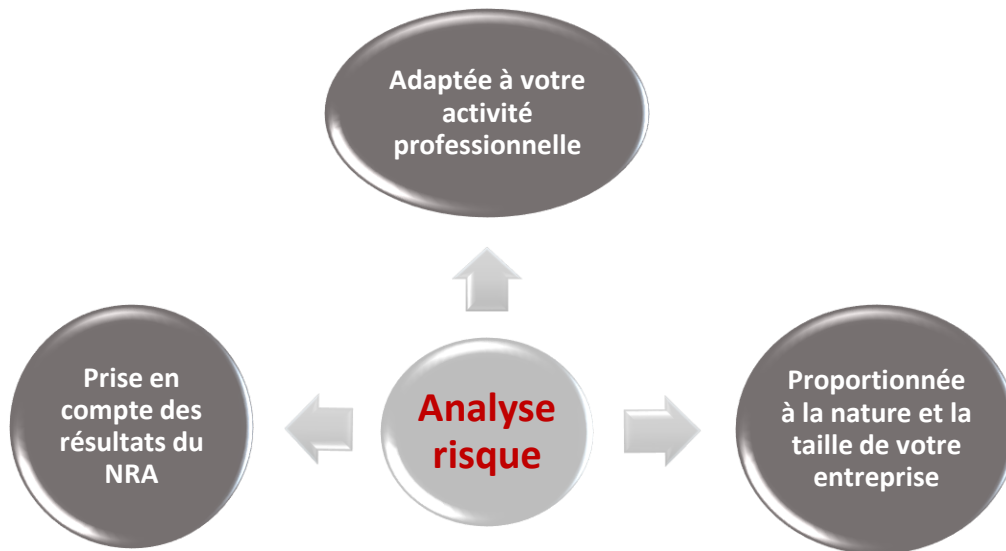 Adaptée à votre
activité
professionnelle
Prise en
compte des
résultats du
NRA
Analyse
risque
Proportionnée
à la nature et la
taille de votre
entreprise